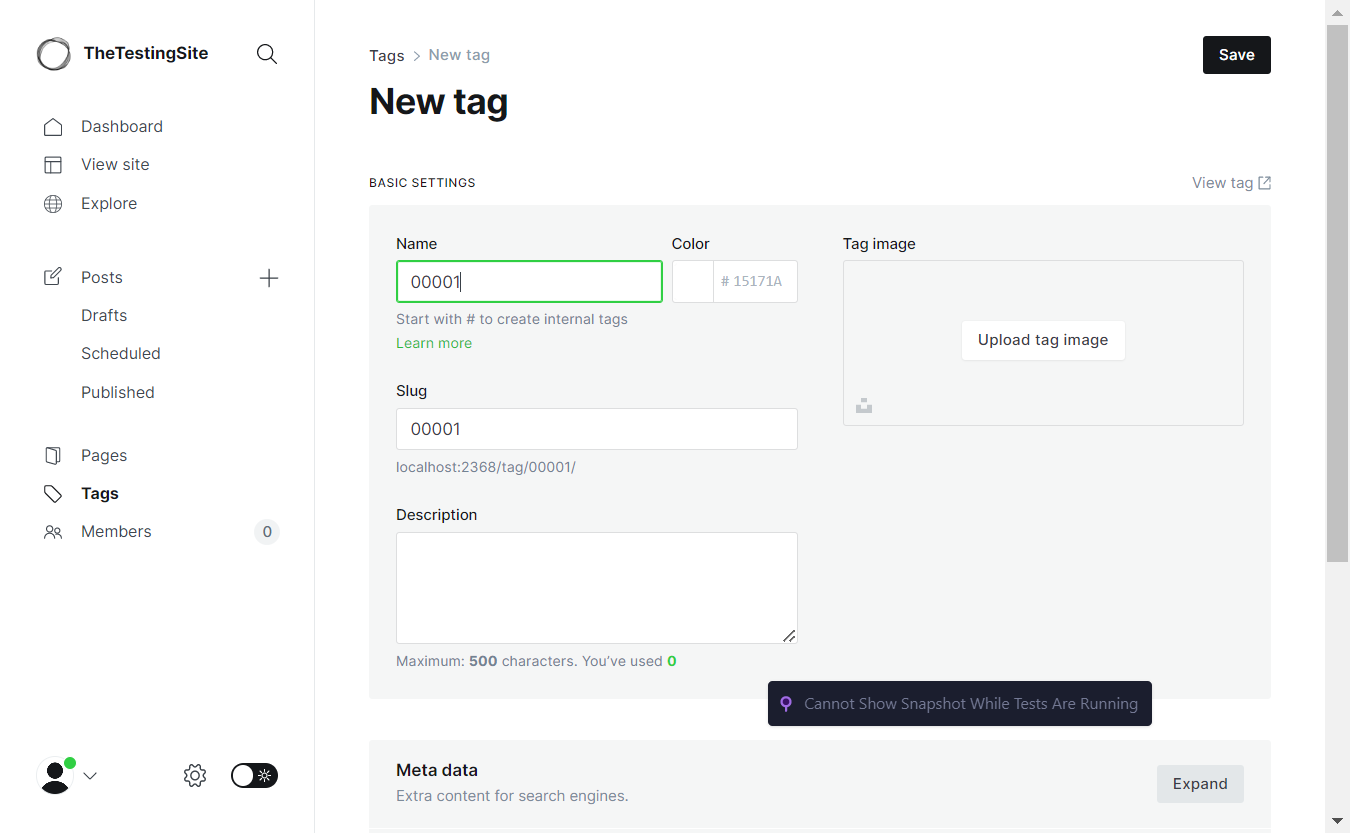 TheTestingSite
Dashboard
View site
Explore
Posts
Drafts
Scheduled
Published
Pages
Tags
Members 0
Tags > New tag
Save
New tag
BASIC SETTINGS
View tag
Name
00001
Start with # to create internal tags
Learn more
Color
# 15171A
Tag image
Upload tag image
Slug
00001
localhost:2368/tag/00001/
Description
Maximum: 500 characters. You’ve used 0
Cannot Show Snapshot While Tests Are Running
Meta data
Extra content for search engines.
Expand